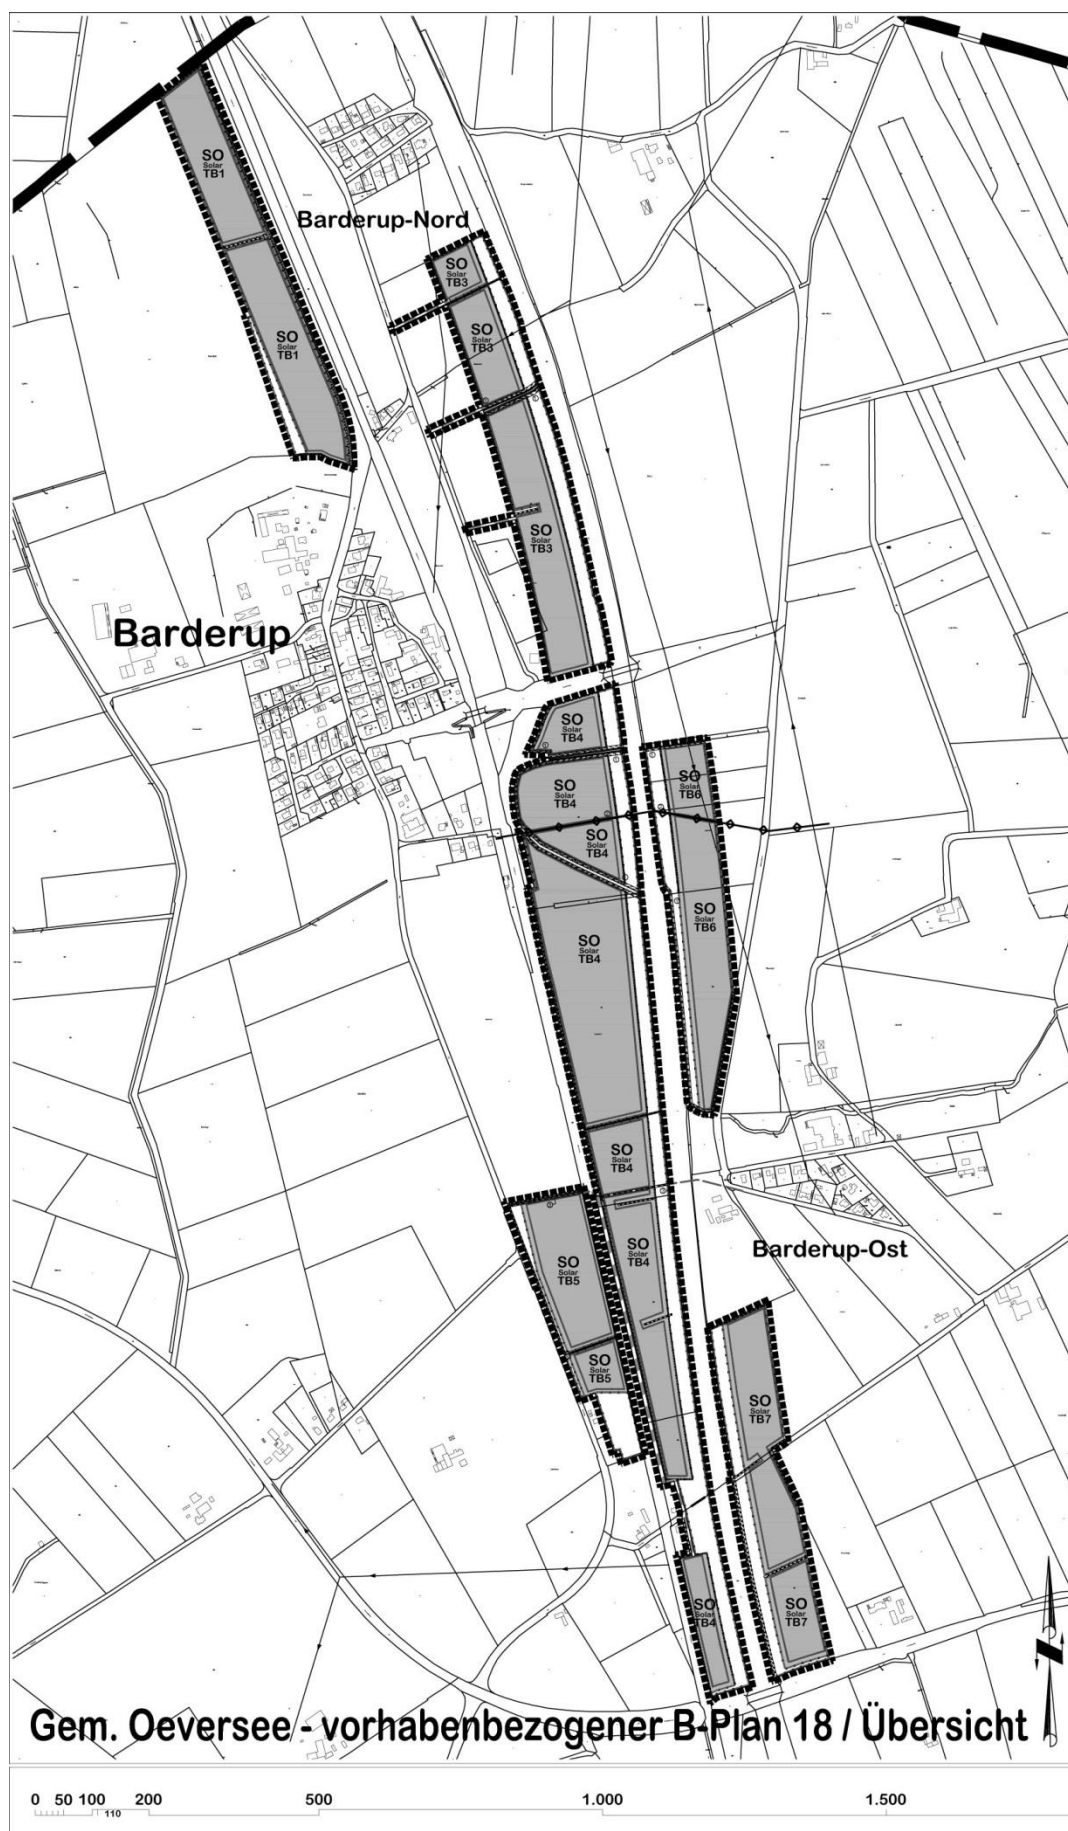 SO
Solar
TB1
Barderup-Nord
SO
Solar
TB3
SO
Solar
TB3
SO
Solar
TB1
SO
Solar
TB3
Barderup
SO
Solar
TB4
SO
Solar
TB6
SO
Solar
TB4
SO
Solar
TB4
SO
Solar
TB6
SO
Solar
TB4
SO
Solar
TB4
SO
Solar
TB4
Barderup-Ost
SO
Solar
TB5
SO
Solar
TB5
SO
Solar
TB7
SO
Solar
TB4
SO
Solar
TB7
Gem. Oeversee - vorhabenbezogener B-Plan 18 / Übersicht
0 50 100 200 500 1.000 1.500
110